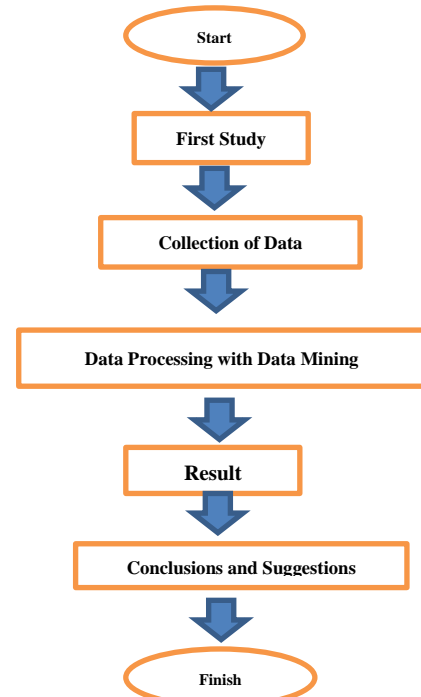 Start
First Study
Collection of Data
Data Processing with Data Mining
Result
Conclusions and Suggestions
Finish